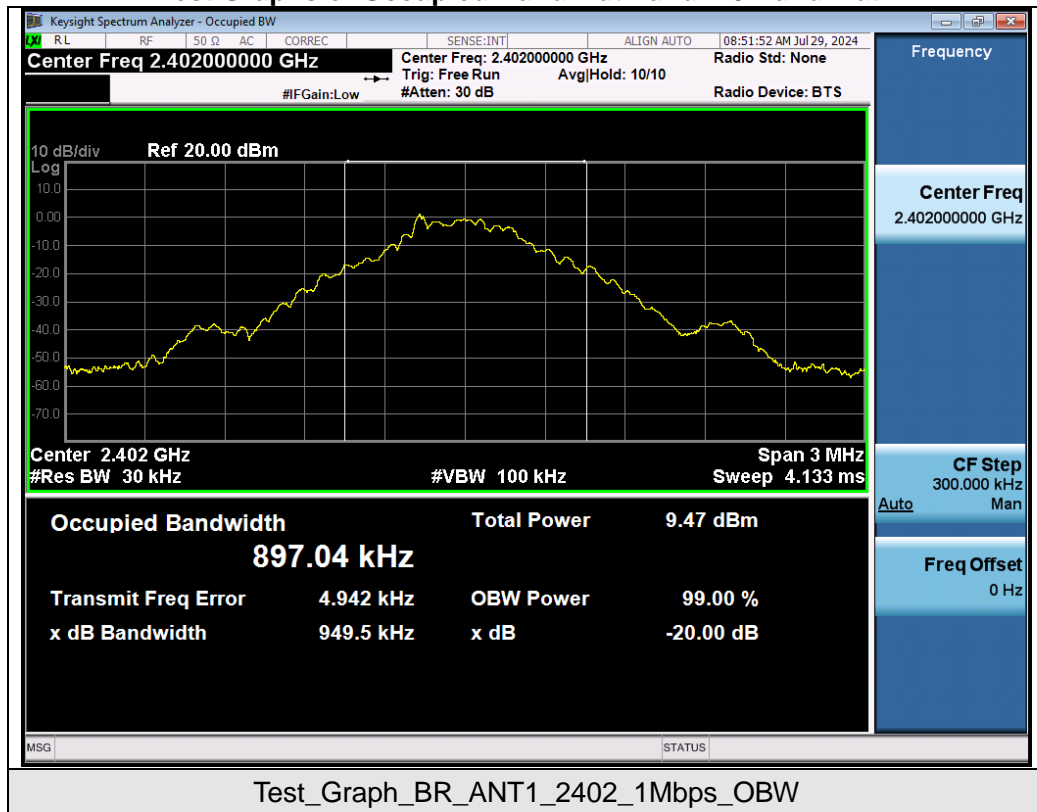 Keysight Spectrum Analyzer - Occupied BW
LXI RL RF 50 Ω AC CORREC SENSE:INT ALIGN AUTO 08:51:52 AM Jul 29, 2024
Center Freq 2.402000000 GHz
Center Freq: 2.402000000 GHz Radio Std: None
Trig: Free Run Avg|Hold: 10/10
#IFGain:Low #Atten: 30 dB Radio Device: BTS
10 dB/div Ref 20.00 dBm
Log
10.0
0.00
-10.0
-20.0
-30.0
-40.0
-50.0
-60.0
-70.0
Center 2.402 GHz Span 3 MHz
#Res BW 30 kHz #VBW 100 kHz Sweep 4.133 ms
Occupied Bandwidth Total Power 9.47 dBm
897.04 kHz
Transmit Freq Error 4.942 kHz OBW Power 99.00 %
x dB Bandwidth 949.5 kHz x dB -20.00 dB
MSG STATUS
Frequency
Center Freq
2.402000000 GHz
CF Step
300.000 kHz
Auto Man
Freq Offset
0 Hz
Test_Graph_BR_ANT1_2402_1Mbps_OBW